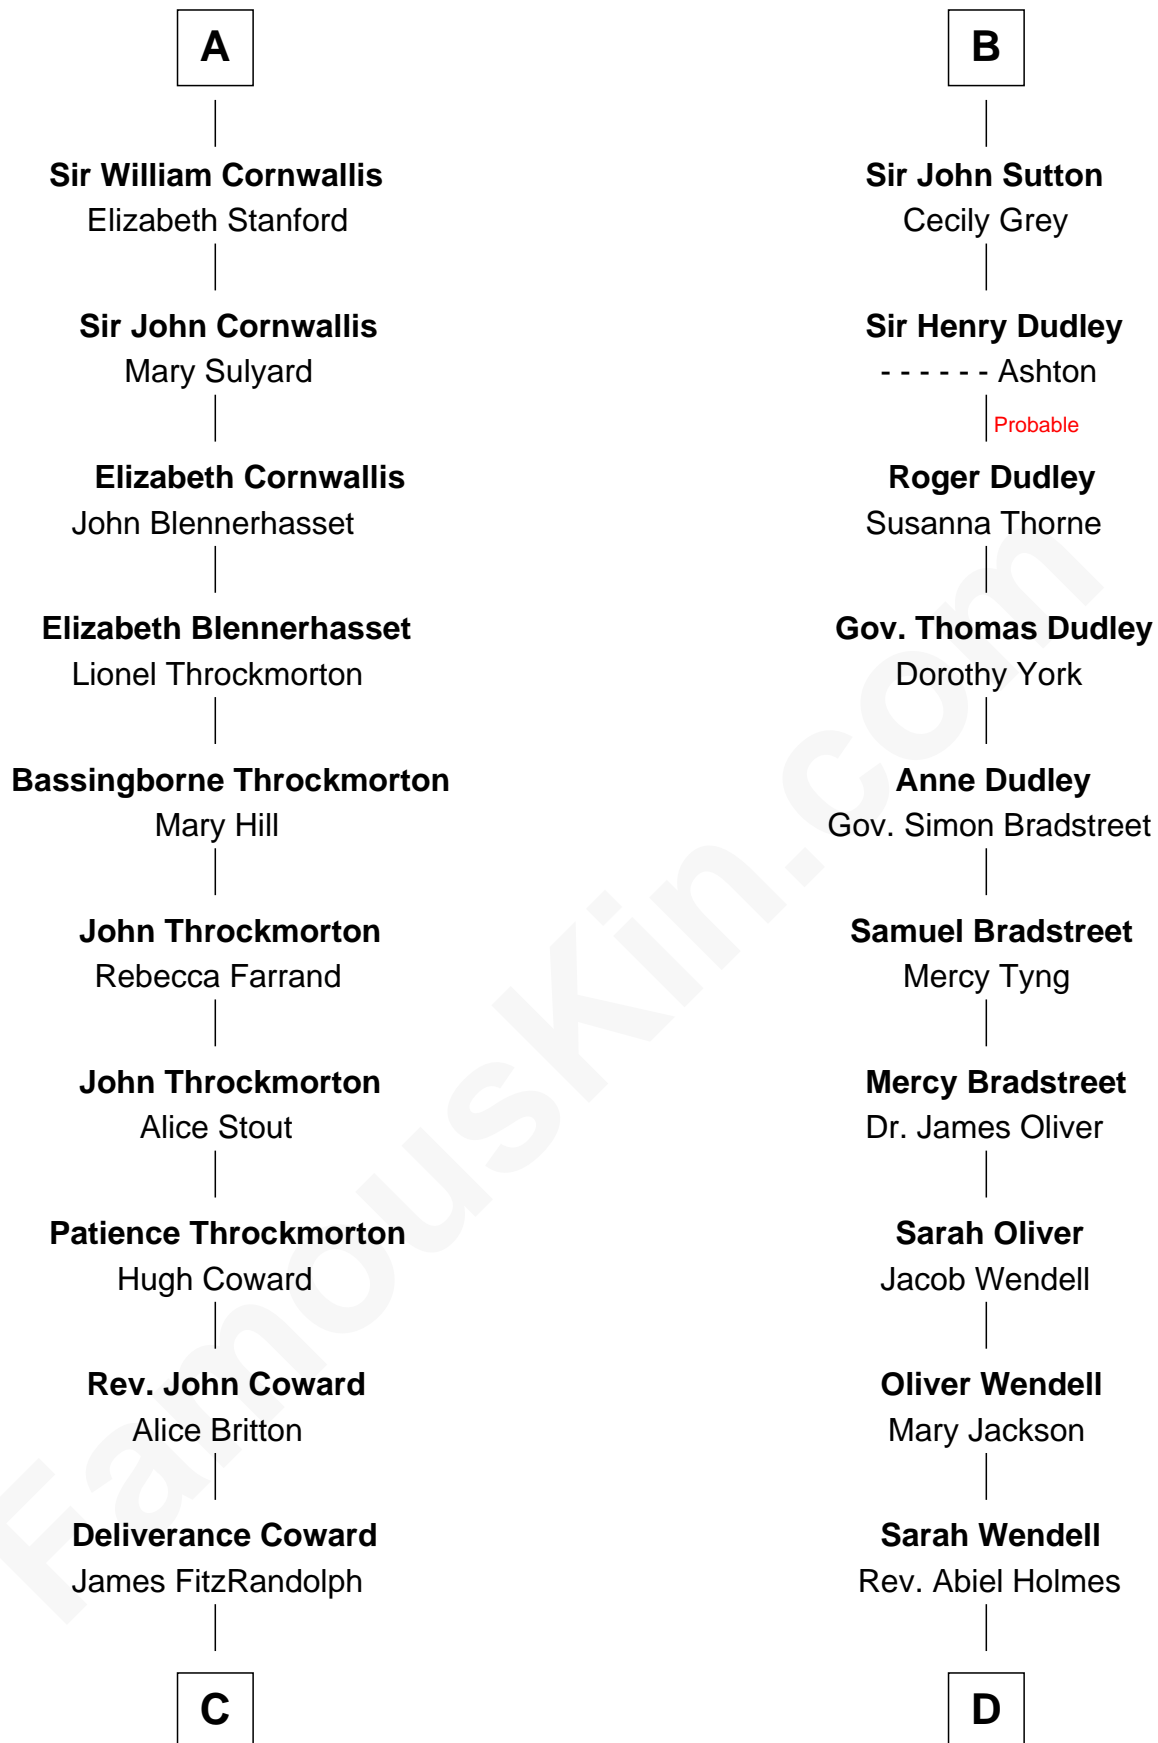 A
Sir William Cornwallis
Elizabeth Stanford
Sir John Cornwallis
Mary Sulyard
Elizabeth Cornwallis
John Blennerhasset
Elizabeth Blennerhasset
Lionel Throckmorton
Bassingborne Throckmorton
Mary Hill
John Throckmorton
Rebecca Farrand
John Throckmorton
Alice Stout
Patience Throckmorton
Hugh Coward
Rev. John Coward
Alice Britton
Deliverance Coward
James FitzRandolph
C
B
Sir John Sutton
Cecily Grey
Sir Henry Dudley
- - - - - - Ashton
Probable
Roger Dudley
Susanna Thorne
Gov. Thomas Dudley
Dorothy York
Anne Dudley
Gov. Simon Bradstreet
Samuel Bradstreet
Mercy Tyng
Mercy Bradstreet
Dr. James Oliver
Sarah Oliver
Jacob Wendell
Oliver Wendell
Mary Jackson
Sarah Wendell
Rev. Abiel Holmes
D
FamousKin.com